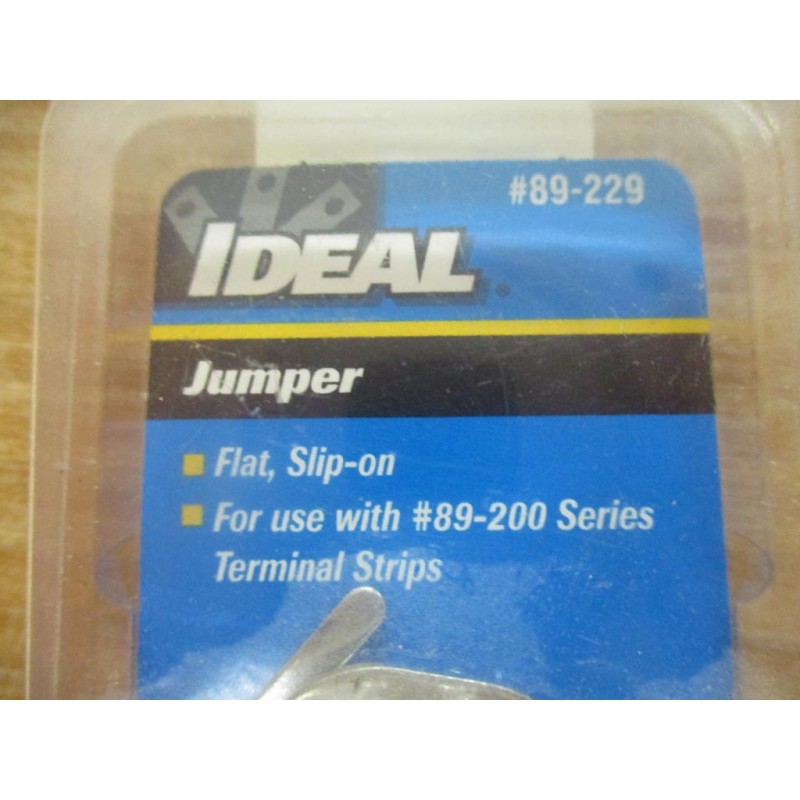 #89-229
IDEAL®
Jumper
Flat, Slip-on
For use with #89-200 Series
Terminal Strips